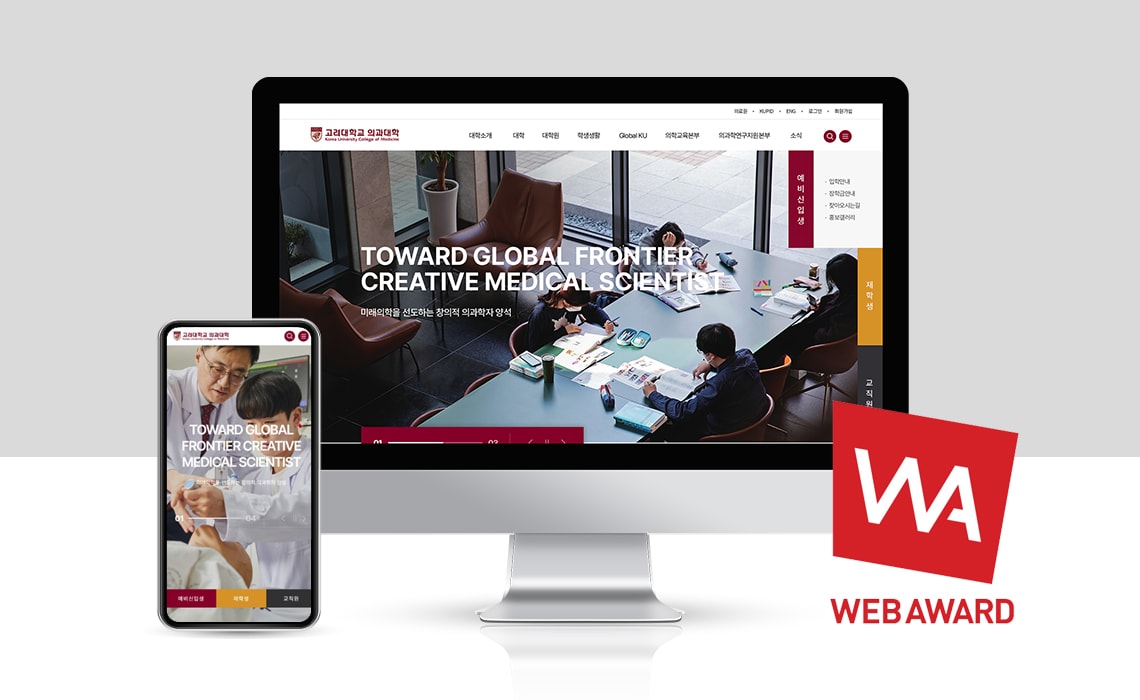 의료원 • KUPID • ENG • 로그인 • 회원가입
고려대학교 의과대학
Korea University College of Medicine
대학소개 대학 대학원 학생생활 Global KU 의학교육본부 의과학연구지원본부 소식
예비신입생
· 입학안내
· 장학금안내
· 찾아오시는길
· 홍보갤러리
TOWARD GLOBAL FRONTIER
CREATIVE MEDICAL SCIENTIST
미래의학을 선도하는 창의적 의과학자 양석
재학생
교직원
01 03
고려대학교 의과대학
Korea University College of Medicine
TOWARD GLOBAL
FRONTIER CREATIVE
MEDICAL SCIENTIST
01 04
예비신입생 재학생 교직원
WA
WEB AWARD